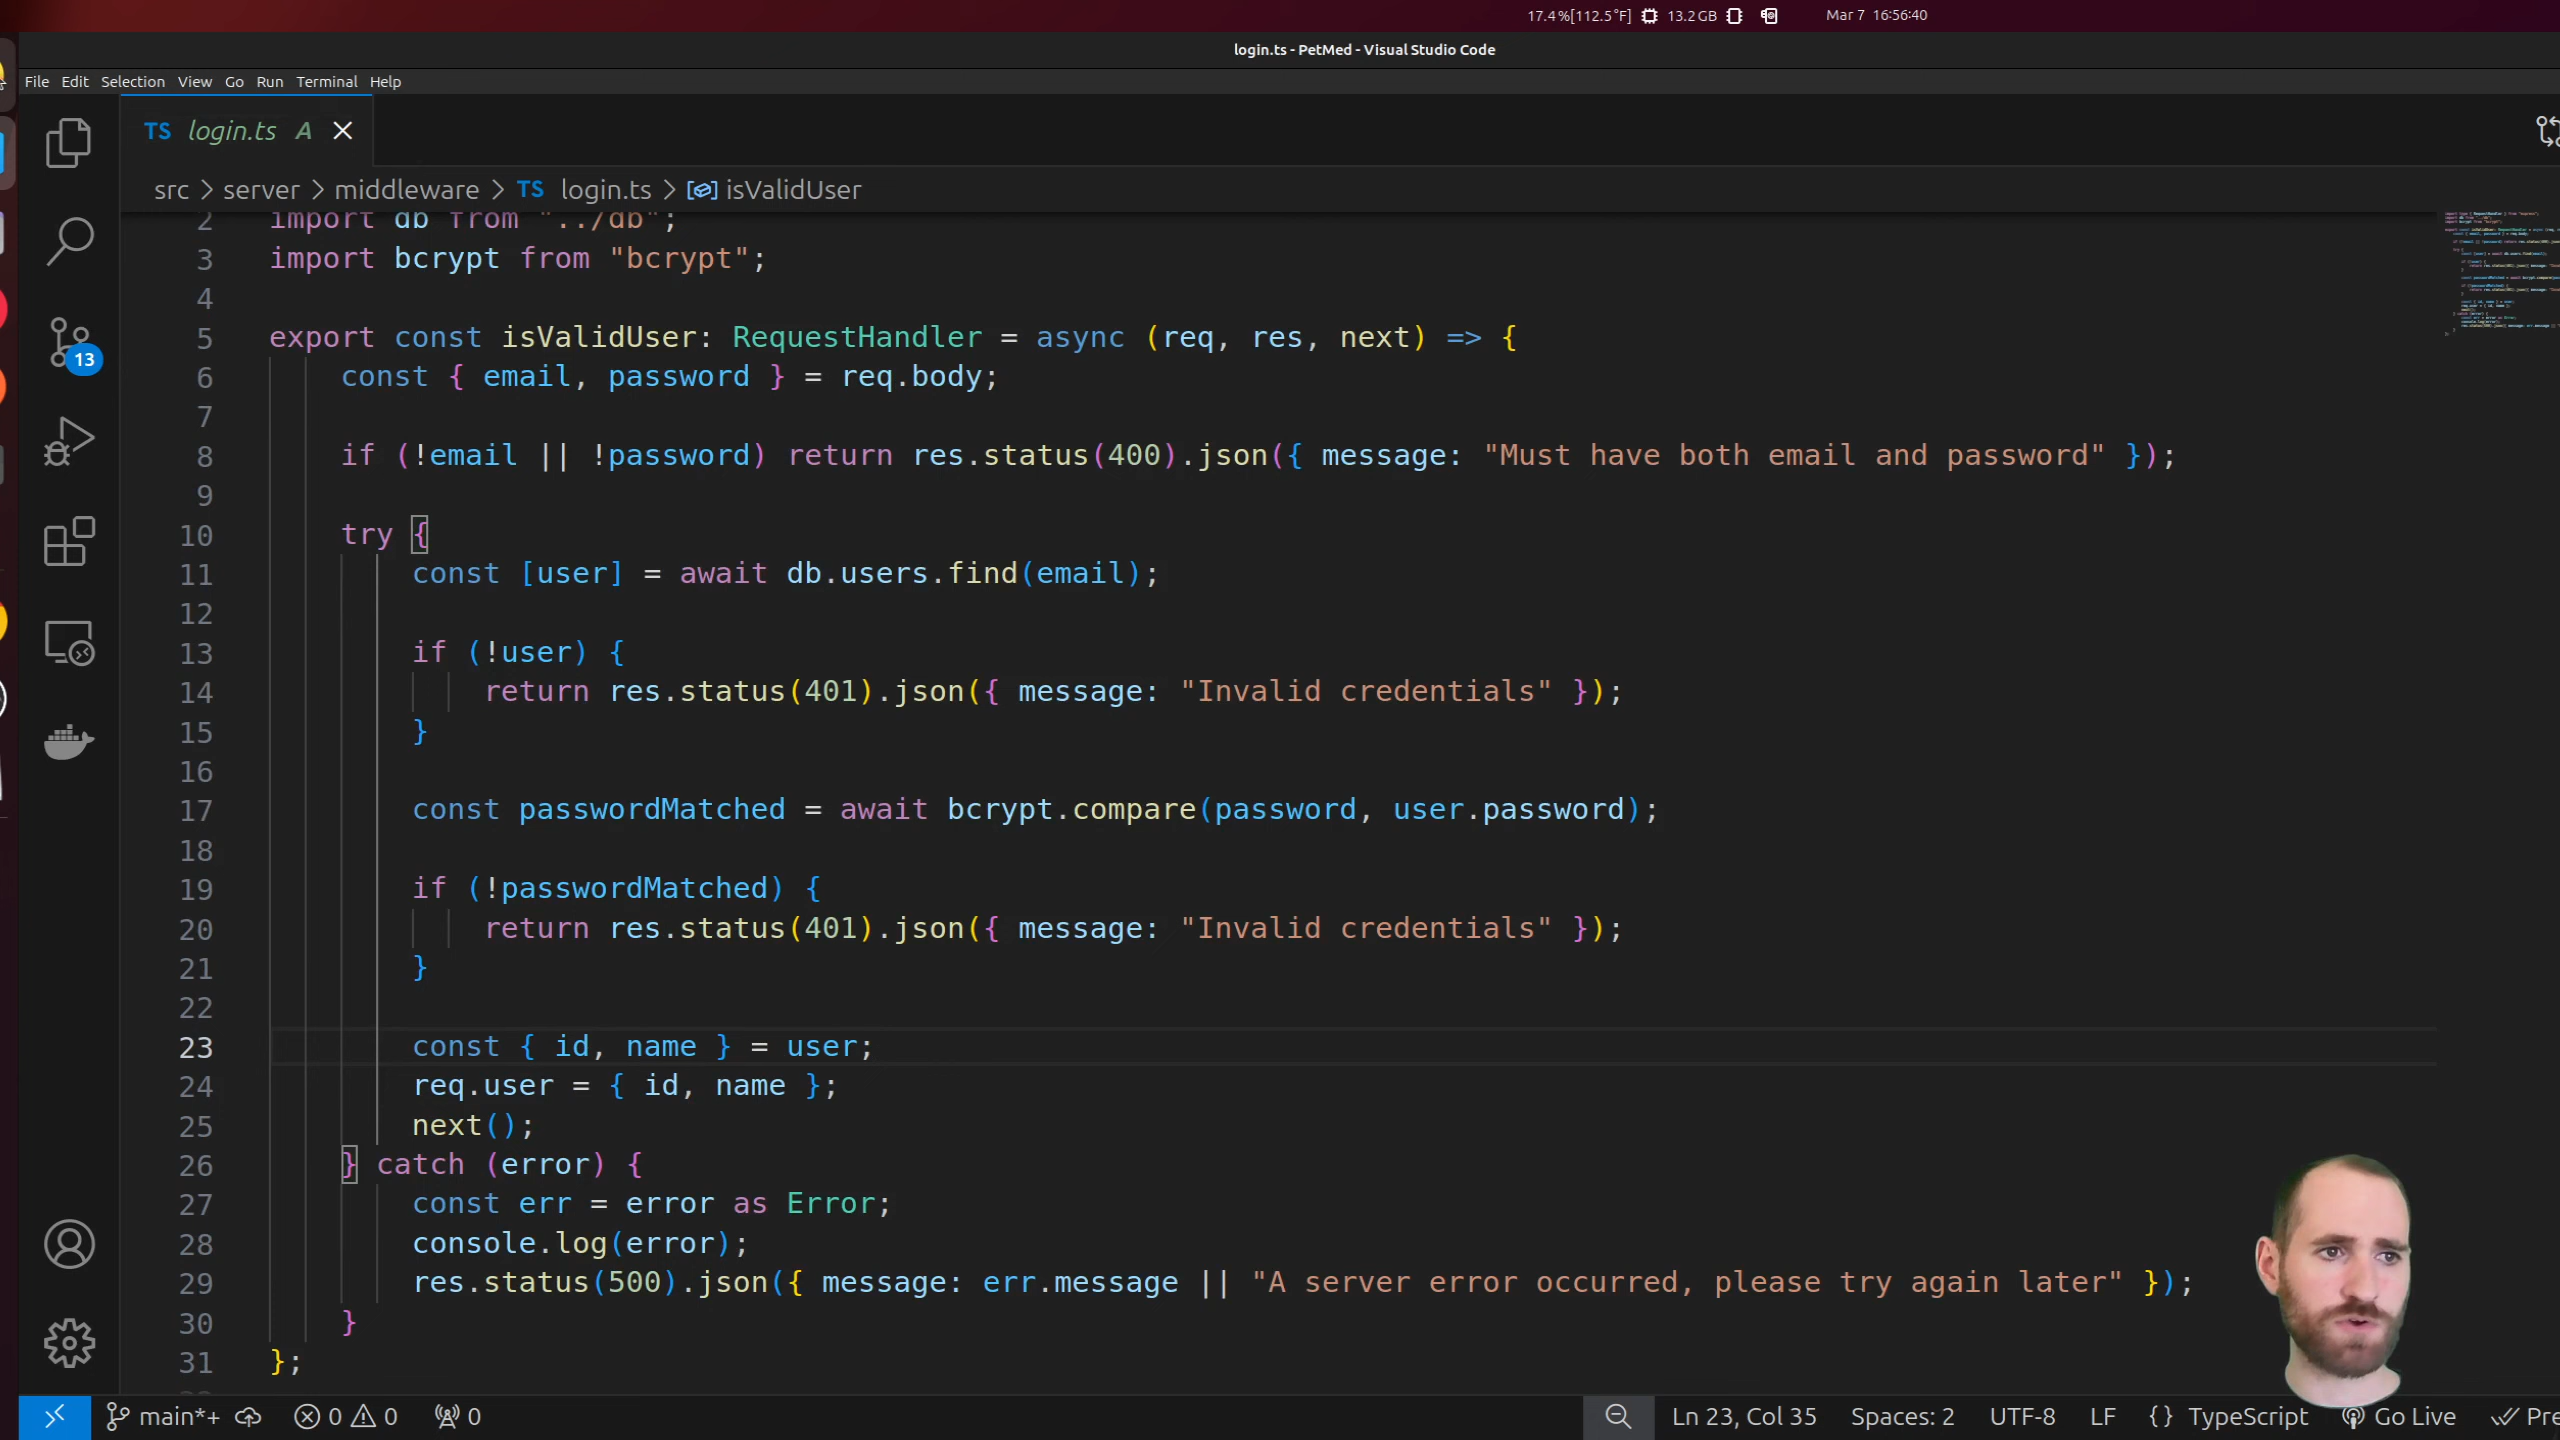 17.4%[112.5°F] 13.2GB Mar 7 16:56:40
login.ts - PetMed - Visual Studio Code
File Edit Selection View Go Run Terminal Help
TS login.ts A
src > server > middleware > TS login.ts > isValidUser
2 import db from "../db";
3 import bcrypt from "bcrypt";
4
5 export const isValidUser: RequestHandler = async (req, res, next) => {
6 const { email, password } = req.body;
7
8 if (!email || !password) return res.status(400).json({ message: "Must have both email and password" });
9
10 try {
11 const [user] = await db.users.find(email);
12
13 if (!user) {
14 return res.status(401).json({ message: "Invalid credentials" });
15 }
16
17 const passwordMatched = await bcrypt.compare(password, user.password);
18
19 if (!passwordMatched) {
20 return res.status(401).json({ message: "Invalid credentials" });
21 }
22
23 const { id, name } = user;
24 req.user = { id, name };
25 next();
26 } catch (error) {
27 const err = error as Error;
28 console.log(error);
29 res.status(500).json({ message: err.message || "A server error occurred, please try again later" });
30 }
31 };
13
main*+ 0 0 0 Ln 23, Col 35 Spaces: 2 UTF-8 LF {} TypeScript Go Live Pre